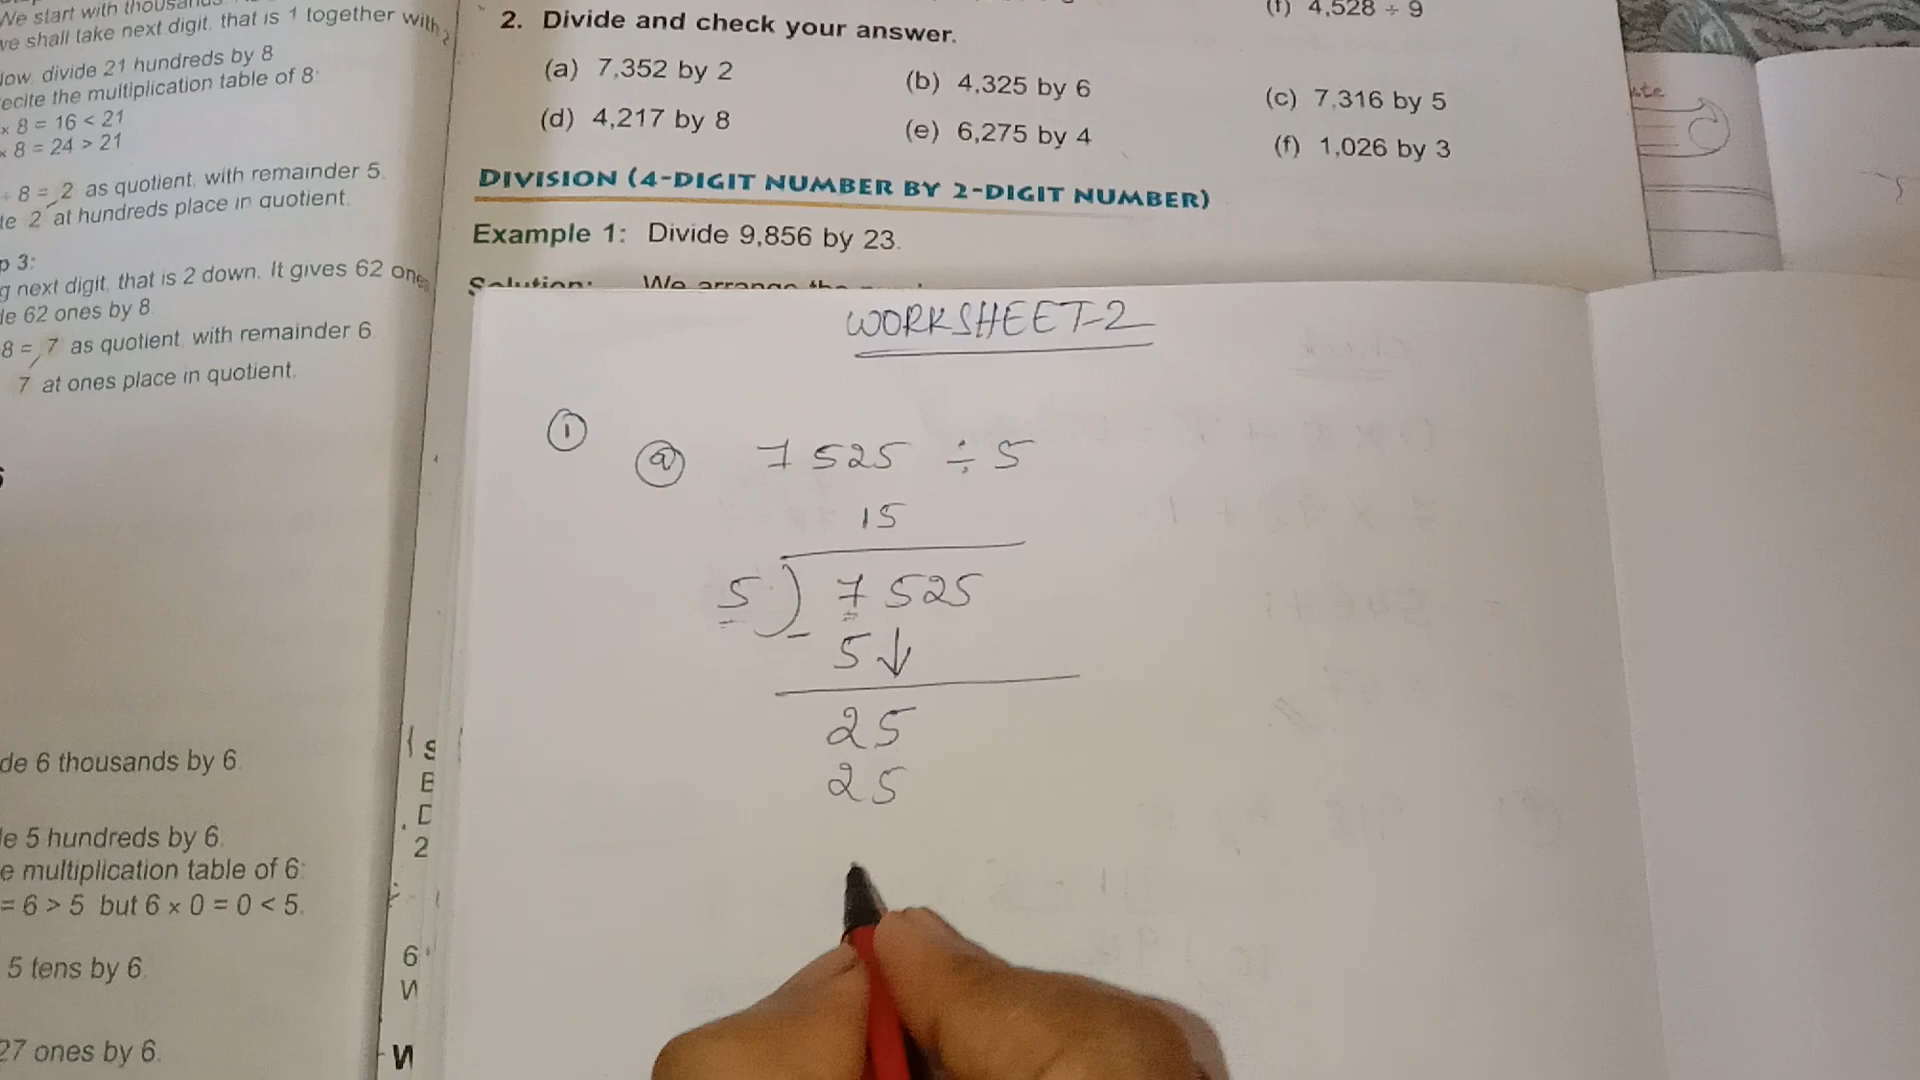 We start with
we shall take next digit, that is 1 together with
now, divide 21 hundreds by 8
ecite the multiplication table of 8:
× 8 = 16 < 21
× 8 = 24 > 21
÷ 8 = 2 as quotient, with remainder 5.
te 2 at hundreds place in quotient.
p 3:
g next digit, that is 2 down. It gives 62 one
de 62 ones by 8.
8 = 7 as quotient, with remainder 6
7 at ones place in quotient.
de 6 thousands by 6.
le 5 hundreds by 6.
e multiplication table of 6:
= 6 > 5 but 6 × 0 = 0 < 5.
5 tens by 6.
27 ones by 6.
(f) 4,528 ÷ 9
2. Divide and check your answer.
(a) 7,352 by 2 (b) 4,325 by 6 (c) 7,316 by 5
(d) 4,217 by 8 (e) 6,275 by 4 (f) 1,026 by 3
DIVISION (4-DIGIT NUMBER BY 2-DIGIT NUMBER)
Example 1: Divide 9,856 by 23.
Solution: We arrange
WORKSHEET-2
1
a 7525 ÷ 5
15
5) 7525
- 5↓
25
25